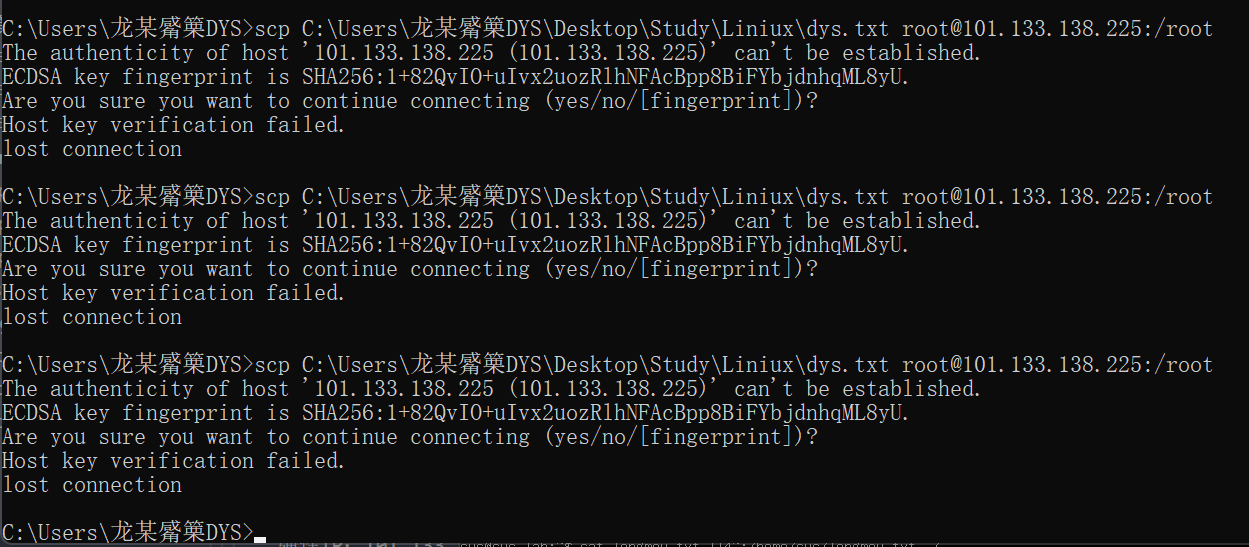 C:\Users\龙某觱篥DYS>scp C:\Users\龙某觱篥DYS\Desktop\Study\Liniux\dys.txt root@101.133.138.225:/root
The authenticity of host '101.133.138.225 (101.133.138.225)' can't be established.
ECDSA key fingerprint is SHA256:1+82QvIO+uIvx2uozRlhNFAcBpp8BiFYbjdnhqML8yU.
Are you sure you want to continue connecting (yes/no/[fingerprint])?
Host key verification failed.
lost connection
C:\Users\龙某觱篥DYS>scp C:\Users\龙某觱篥DYS\Desktop\Study\Liniux\dys.txt root@101.133.138.225:/root
The authenticity of host '101.133.138.225 (101.133.138.225)' can't be established.
ECDSA key fingerprint is SHA256:1+82QvIO+uIvx2uozRlhNFAcBpp8BiFYbjdnhqML8yU.
Are you sure you want to continue connecting (yes/no/[fingerprint])?
Host key verification failed.
lost connection
C:\Users\龙某觱篥DYS>scp C:\Users\龙某觱篥DYS\Desktop\Study\Liniux\dys.txt root@101.133.138.225:/root
The authenticity of host '101.133.138.225 (101.133.138.225)' can't be established.
ECDSA key fingerprint is SHA256:1+82QvIO+uIvx2uozRlhNFAcBpp8BiFYbjdnhqML8yU.
Are you sure you want to continue connecting (yes/no/[fingerprint])?
Host key verification failed.
lost connection
C:\Users\龙某觱篥DYS>